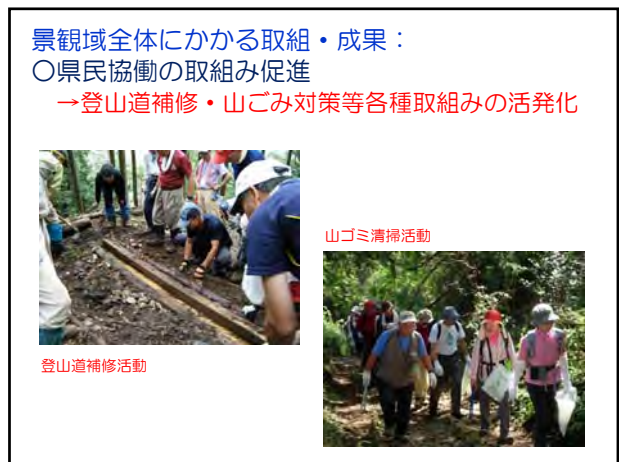 景観域全体にかかる取組・成果：
〇県民協働の取組み促進
→登山道補修・山ごみ対策等各種取組みの活発化
山ゴミ清掃活動
登山道補修活動